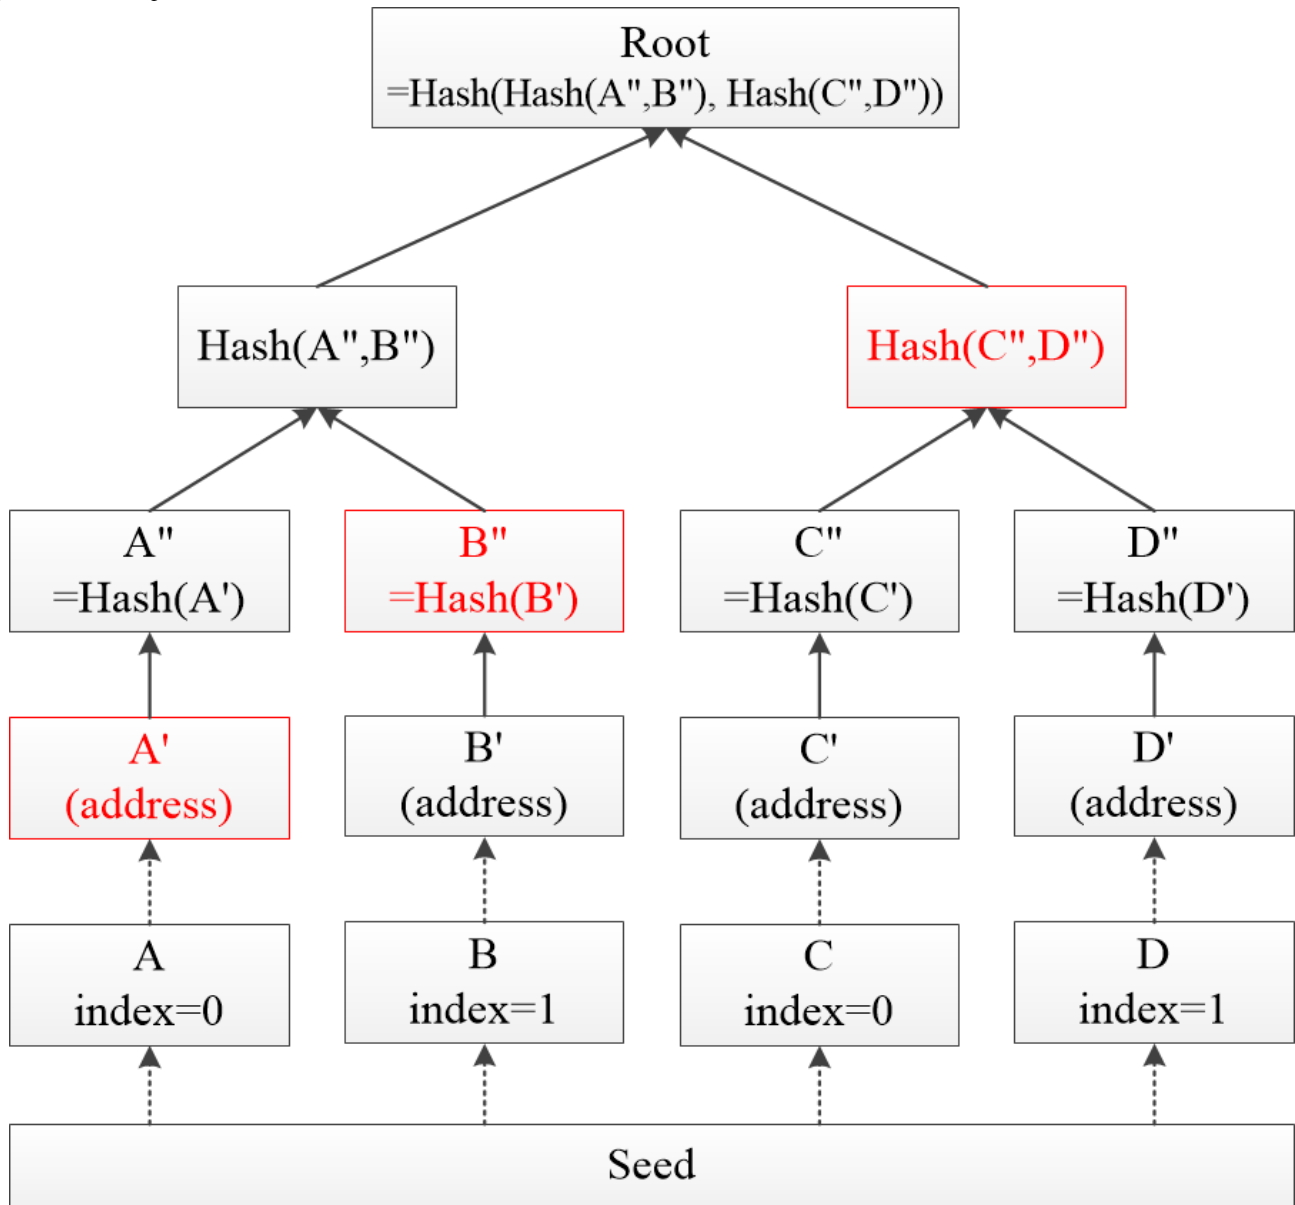 Root
=Hash(Hash(A",B"), Hash(C",D"))
Hash(A",B")
Hash(C",D")
A"
=Hash(A')
B"
=Hash(B')
C"
=Hash(C')
D"
=Hash(D')
A'
(address)
B'
(address)
C'
(address)
D'
(address)
A
index=0
B
index=1
C
index=0
D
index=1
Seed